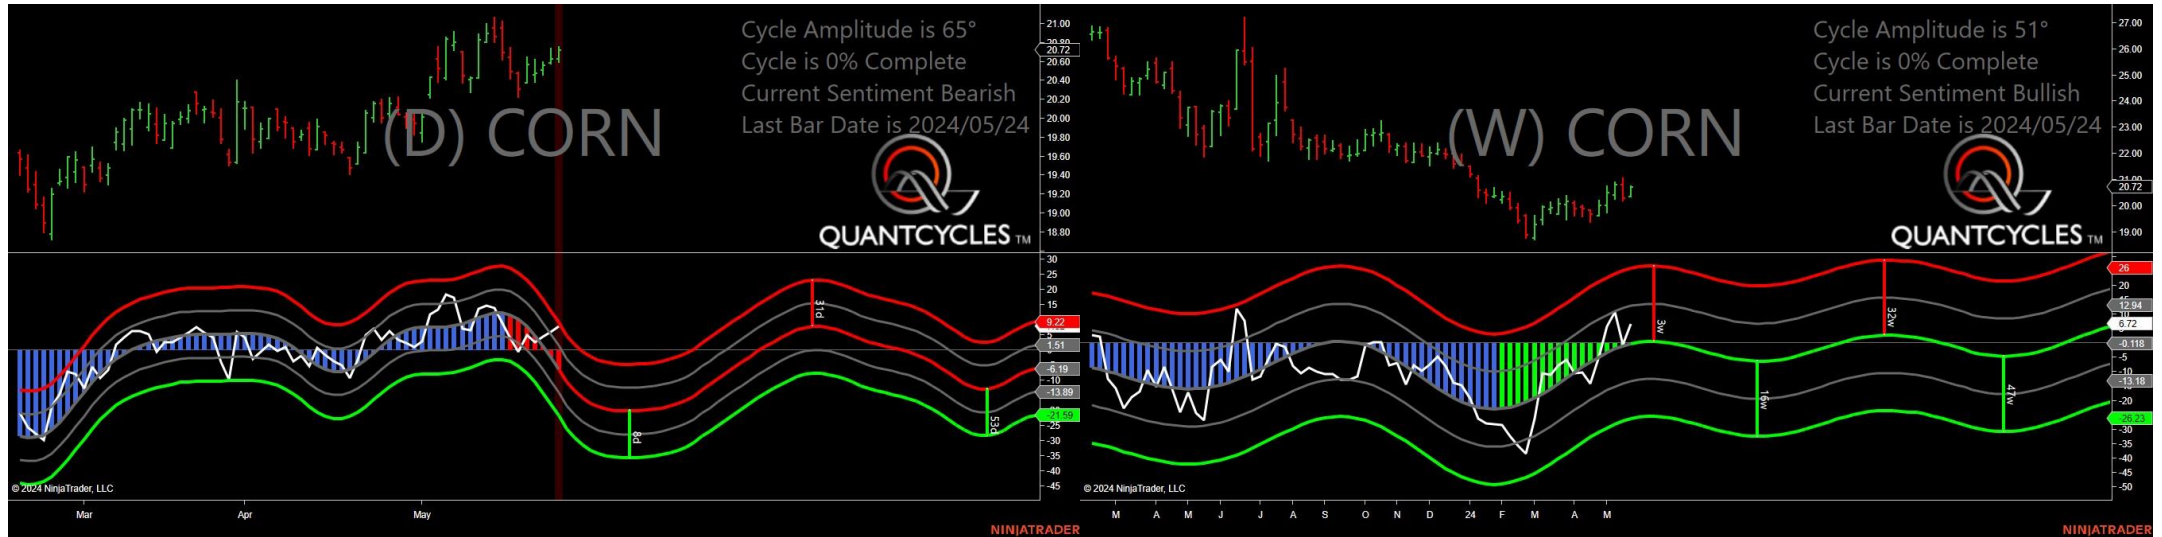 Cycle Amplitude is 65°
Cycle is 0% Complete
Current Sentiment Bearish
Last Bar Date is 2024/05/24
(D) CORN
QUANTCYCLES TM
21.00
20.72
20.60
20.40
20.20
20.00
19.80
19.60
19.40
19.20
19.00
18.80
30
25
20
15
9.22
1.51
-6.19
-10
-13.89
-21.59
-25
-30
-35
-40
-45
31d
8d
53d
© 2024 NinjaTrader, LLC
Mar
Apr
May
NINJATRADER
Cycle Amplitude is 51°
Cycle is 0% Complete
Current Sentiment Bullish
Last Bar Date is 2024/05/24
(W) CORN
QUANTCYCLES TM
27.00
26.00
25.00
24.00
23.00
22.00
20.72
20.00
19.00
26
20
12.94
6.72
-0.118
-5
-10
-13.18
-20
-26.23
-30
-35
-40
-45
-50
3w
16w
32w
47w
© 2024 NinjaTrader, LLC
M A M J J A S O N D 24 F M A M
NINJATRADER